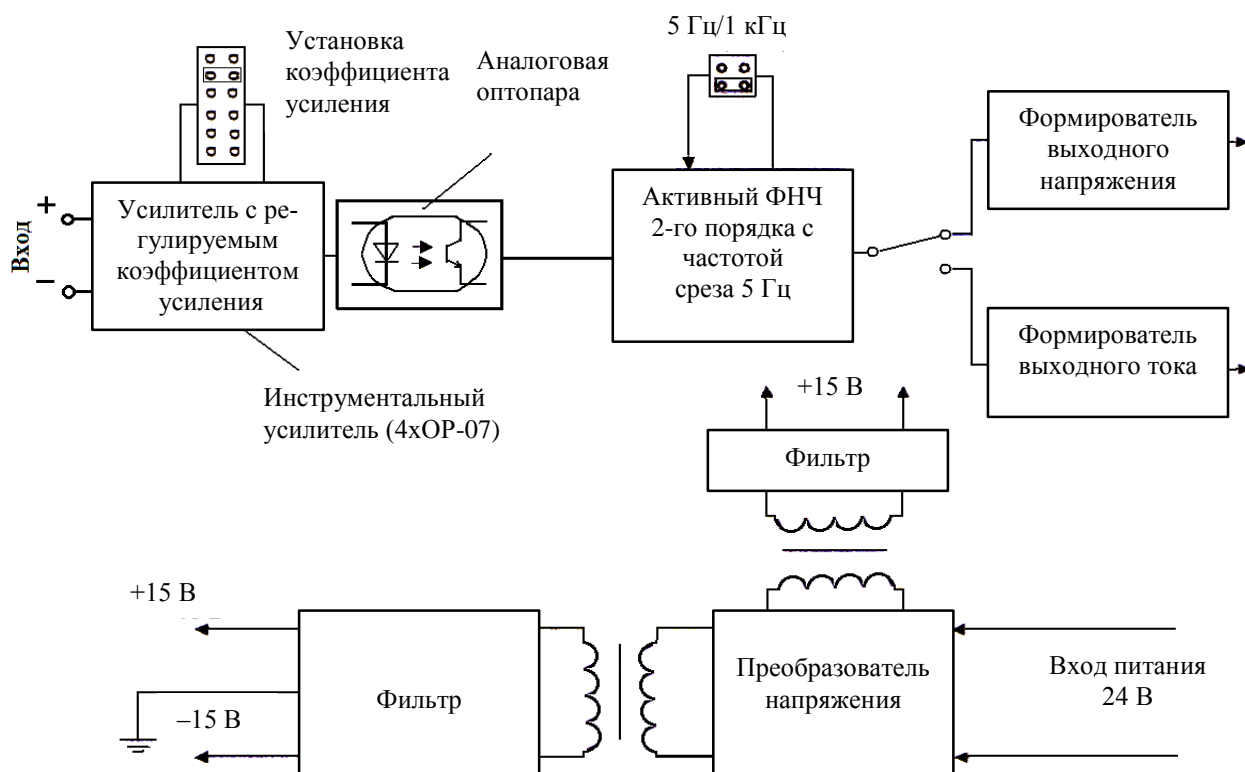 Установка
коэффициента
усиления
Аналоговая
оптопара
5 Гц/1 кГц
Вход
+
–
Усилитель с ре-
гулируемым
коэффициентом
усиления
Активный ФНЧ
2-го порядка с
частотой
среза 5 Гц
Формирователь
выходного
напряжения
Формирователь
выходного тока
Инструментальный
усилитель (4xOP-07)
+15 В
Фильтр
+15 В
–15 В
Фильтр
Преобразователь
напряжения
Вход питания
24 В